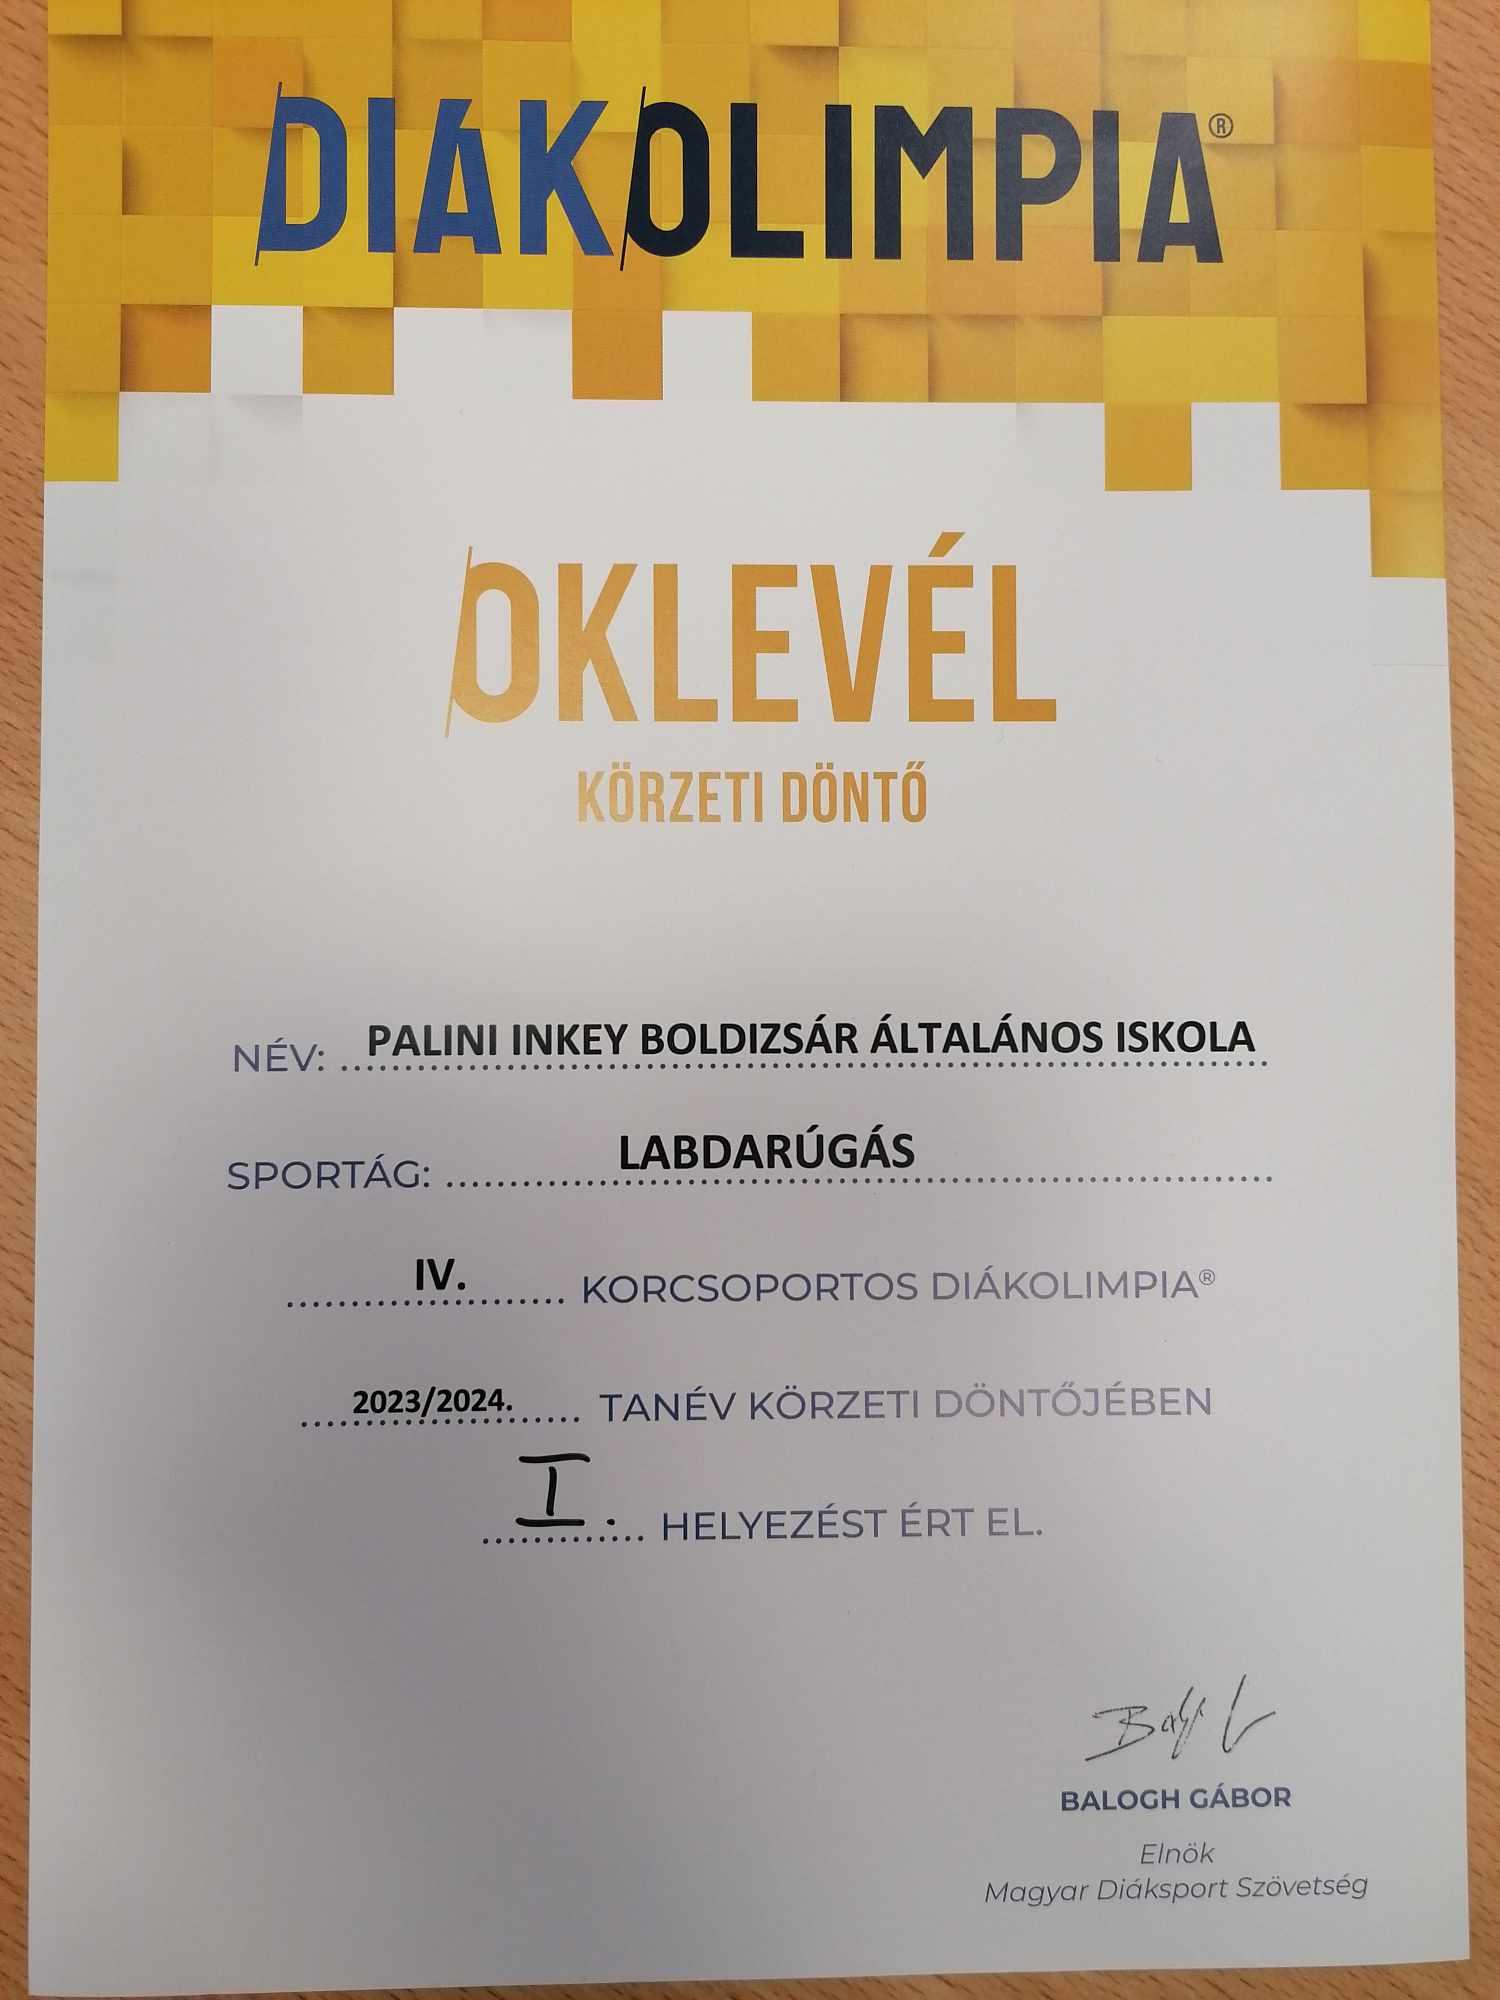 DIÁKOLIMPIA®
OKLEVÉL
KÖRZETI DÖNTŐ
NÉV: PALINI INKEY BOLDIZSÁR ÁLTALÁNOS ISKOLA
SPORTÁG: LABDARÚGÁS
IV. KORCSOPORTOS DIÁKOLIMPIA®
2023/2024. TANÉV KÖRZETI DÖNTŐJÉBEN
I. HELYEZÉST ÉRT EL.
BALOGH GÁBOR
Elnök
Magyar Diáksport Szövetség